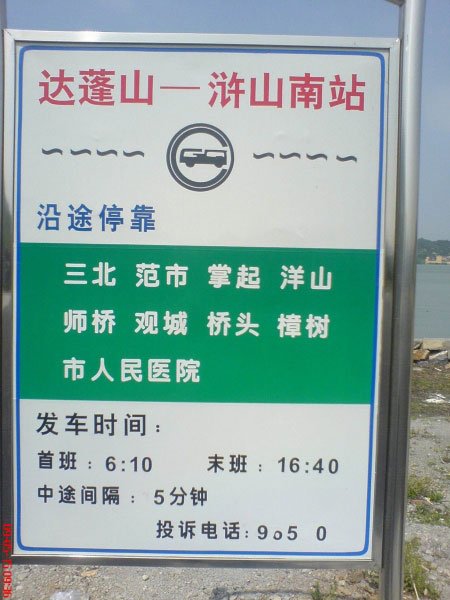 达蓬山—浒山南站
沿途停靠
三北 范市 掌起 洋山
师桥 观城 桥头 樟树
市人民医院
发车时间：
首班：6:10 末班：16:40
中途间隔：5分钟
投诉电话:9o5 0